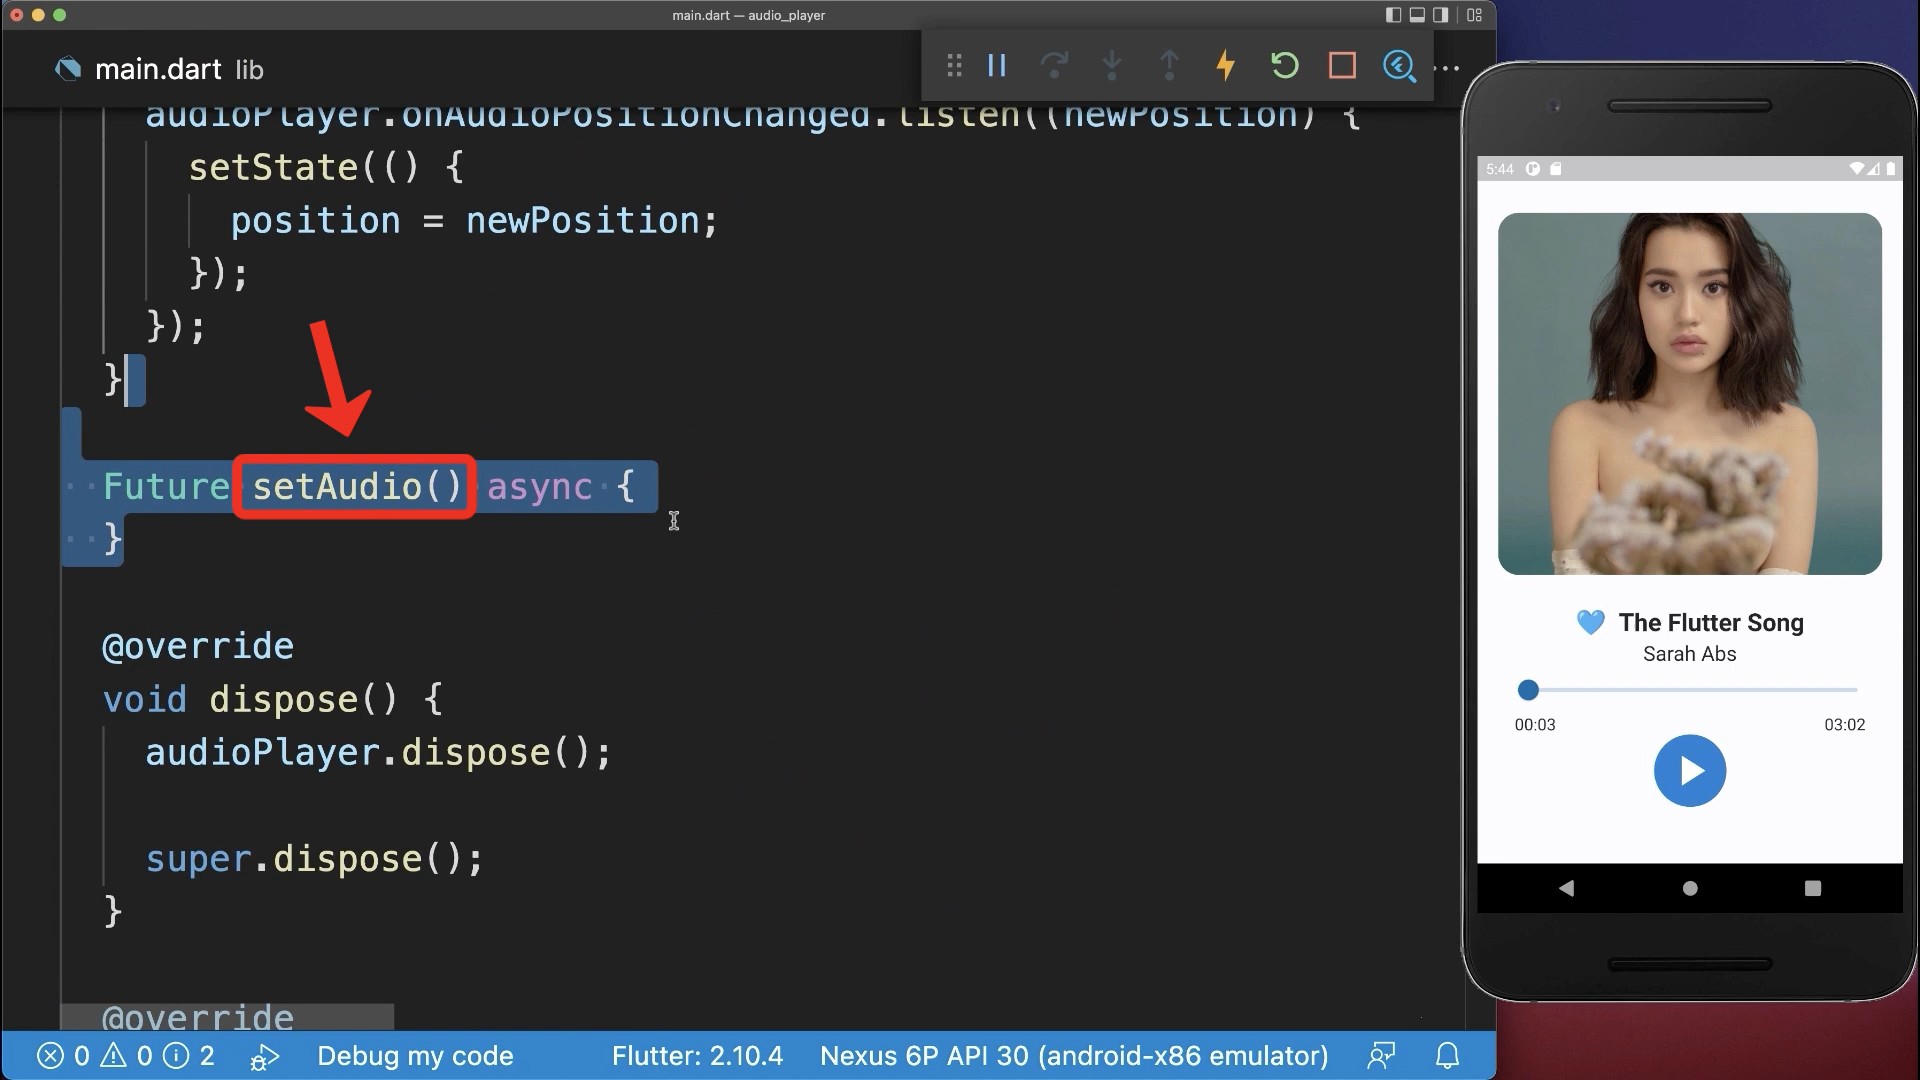 main.dart — audio_player
main.dart lib
audioPlayer.onAudioPositionChanged.listen((newPosition) {
setState(() {
position = newPosition;
});
});
}
Future setAudio() async {
}
@override
void dispose() {
audioPlayer.dispose();
super.dispose();
}
@override
0 0 2 Debug my code Flutter: 2.10.4 Nexus 6P API 30 (android-x86 emulator)
5:44
💙 The Flutter Song
Sarah Abs
00:03 03:02